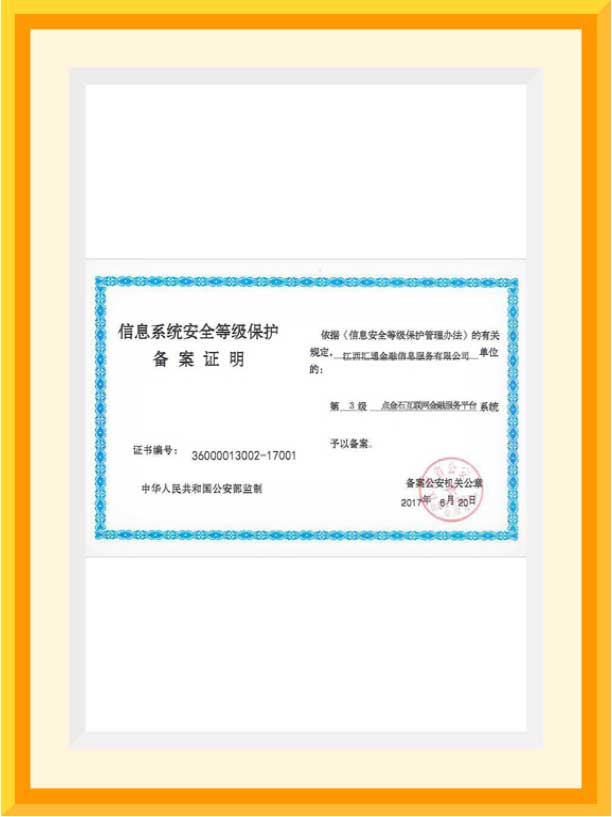 信息系统安全等级保护
备案证明
依据《信息安全等级保护管理办法》的有关
规定，江西汇通金融信息服务有限公司 单位
的：
第 3 级 点金石互联网金融服务平台 系统
予以备案。
证书编号： 36000013002-17001
中华人民共和国公安部监制
备案公安机关公章
2017年 6月 20日